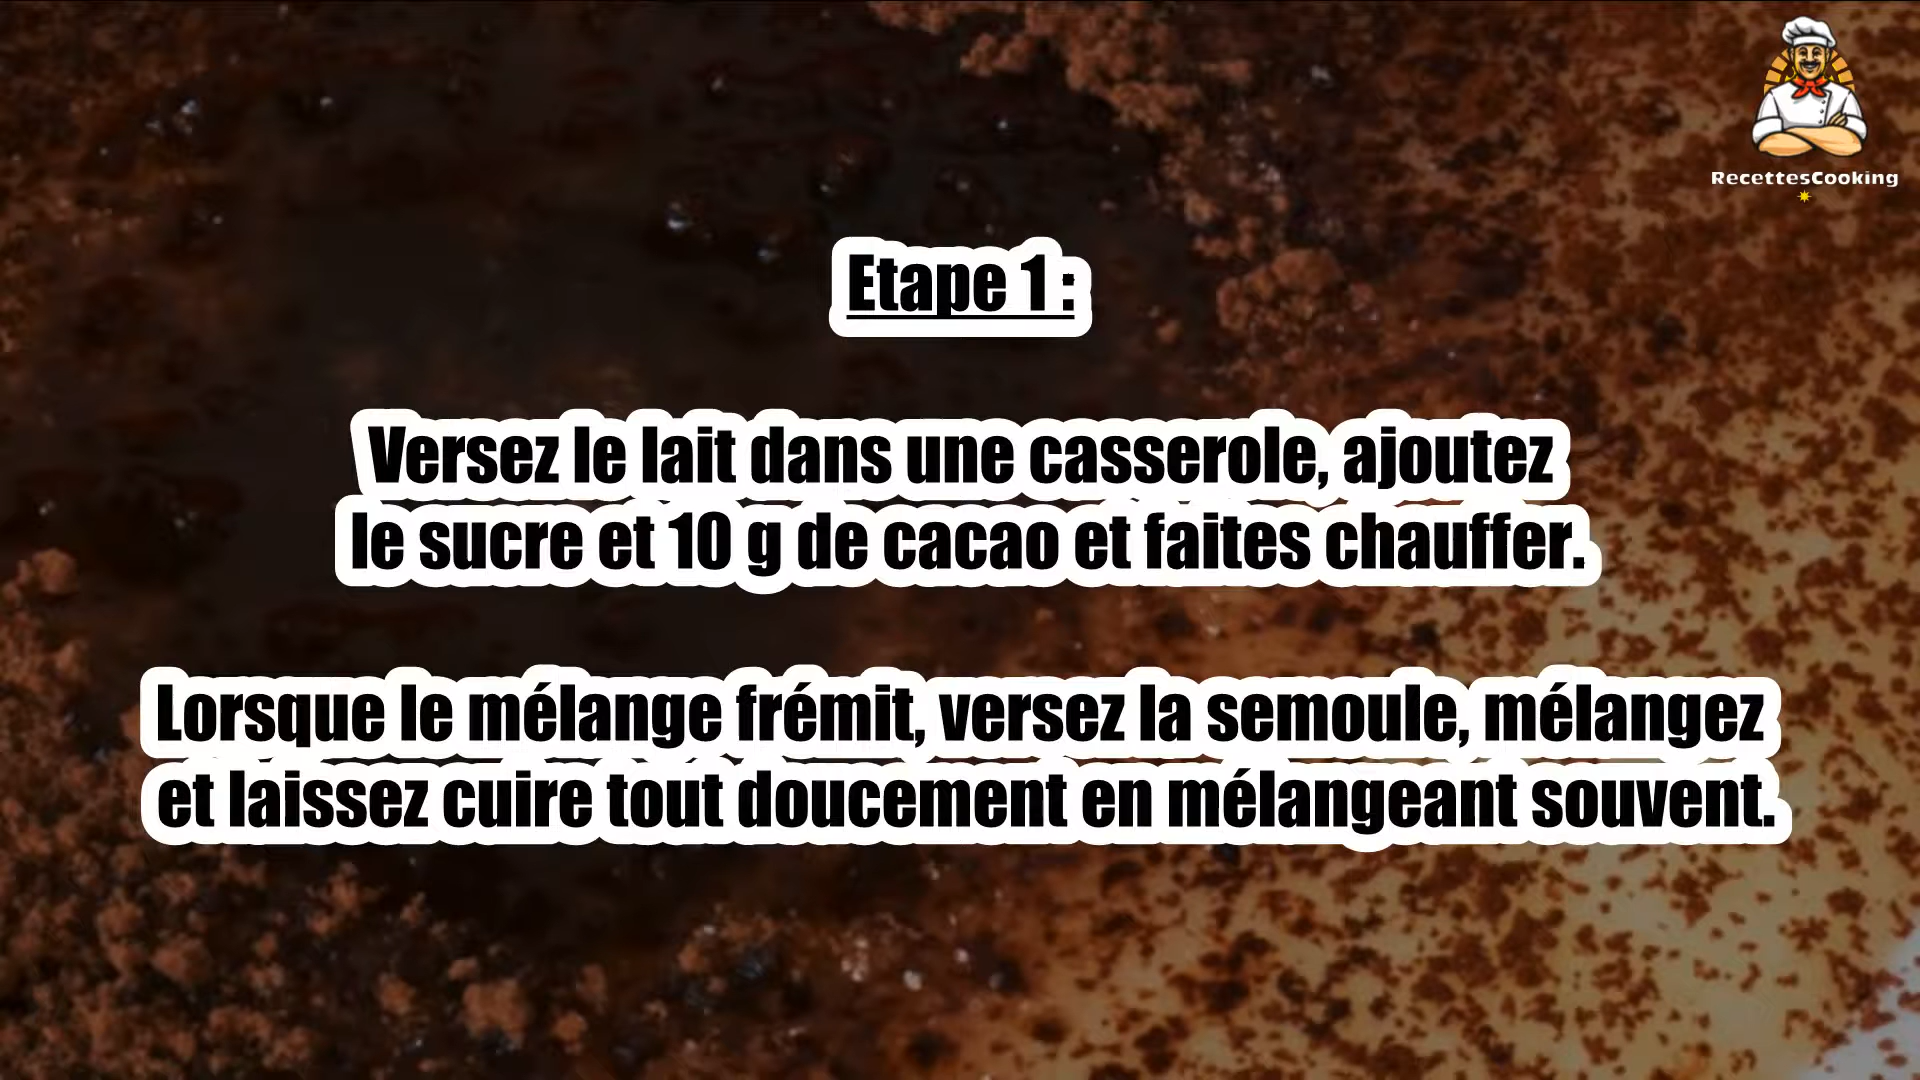 RecettesCooking
Etape 1 :
Versez le lait dans une casserole, ajoutez
le sucre et 10 g de cacao et faites chauffer.
Lorsque le mélange frémit, versez la semoule, mélangez
et laissez cuire tout doucement en mélangeant souvent.